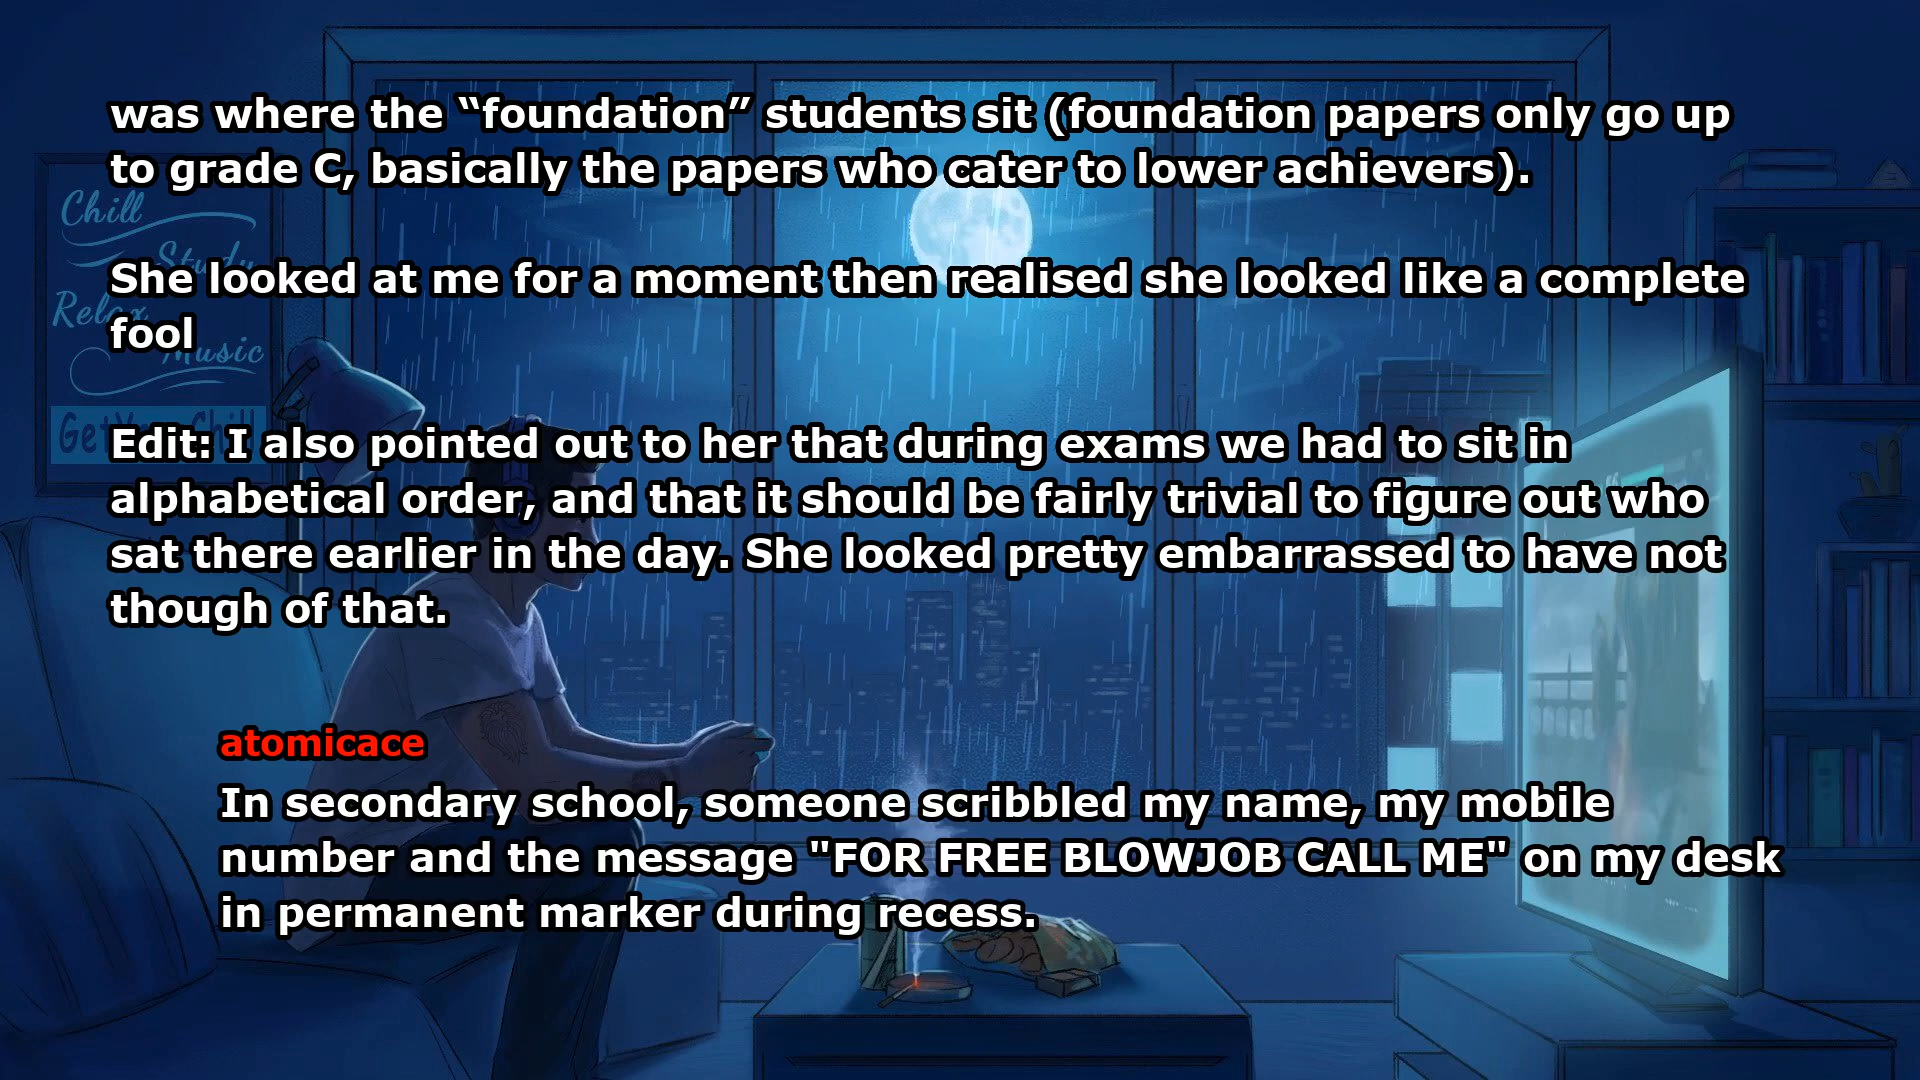 was where the “foundation” students sit (foundation papers only go up
to grade C, basically the papers who cater to lower achievers).
She looked at me for a moment then realised she looked like a complete
fool
Edit: I also pointed out to her that during exams we had to sit in
alphabetical order, and that it should be fairly trivial to figure out who
sat there earlier in the day. She looked pretty embarrassed to have not
though of that.
atomicace
In secondary school, someone scribbled my name, my mobile
number and the message "FOR FREE BLOWJOB CALL ME" on my desk
in permanent marker during recess.
Chill
Study
Relax
Music
Chill